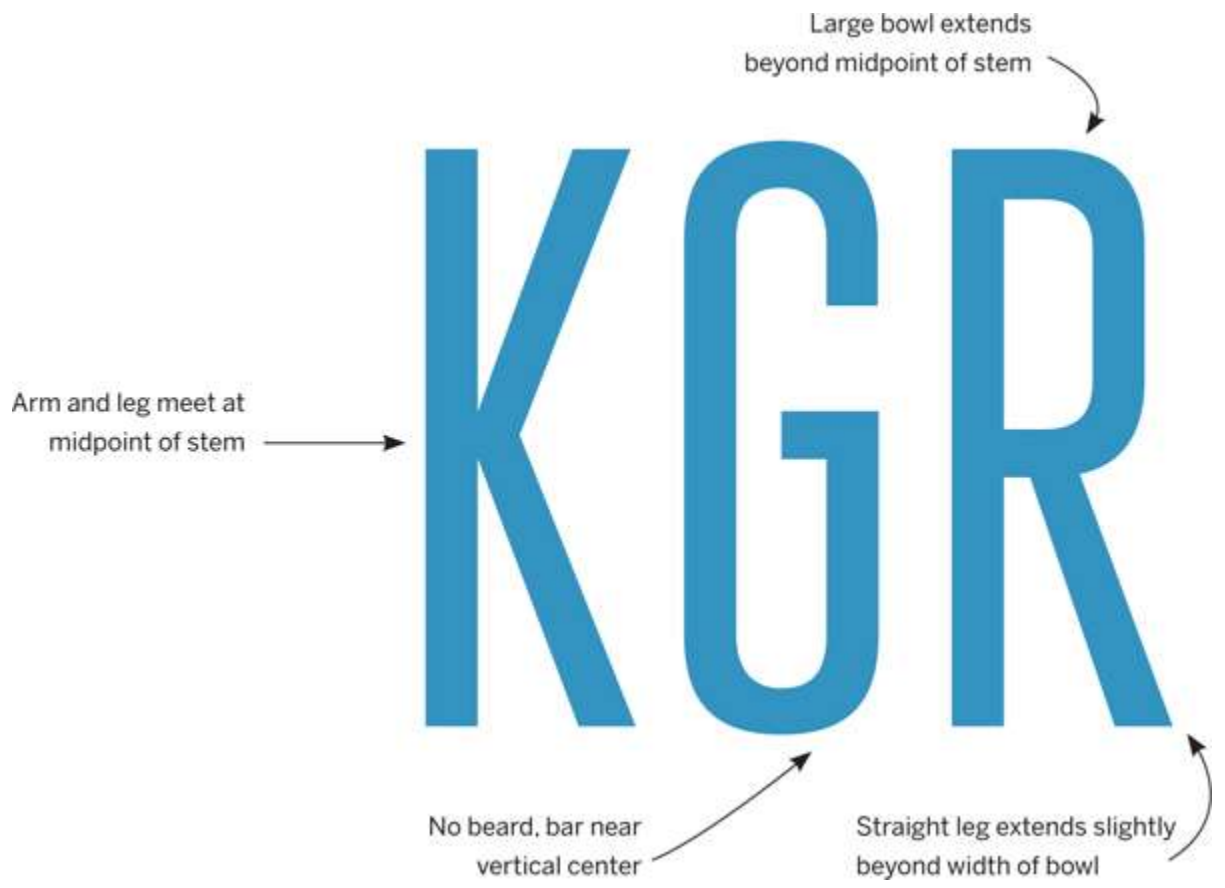 Large bowl extends
beyond midpoint of stem
KGR
Arm and leg meet at
midpoint of stem
No beard, bar near
vertical center
Straight leg extends slightly
beyond width of bowl